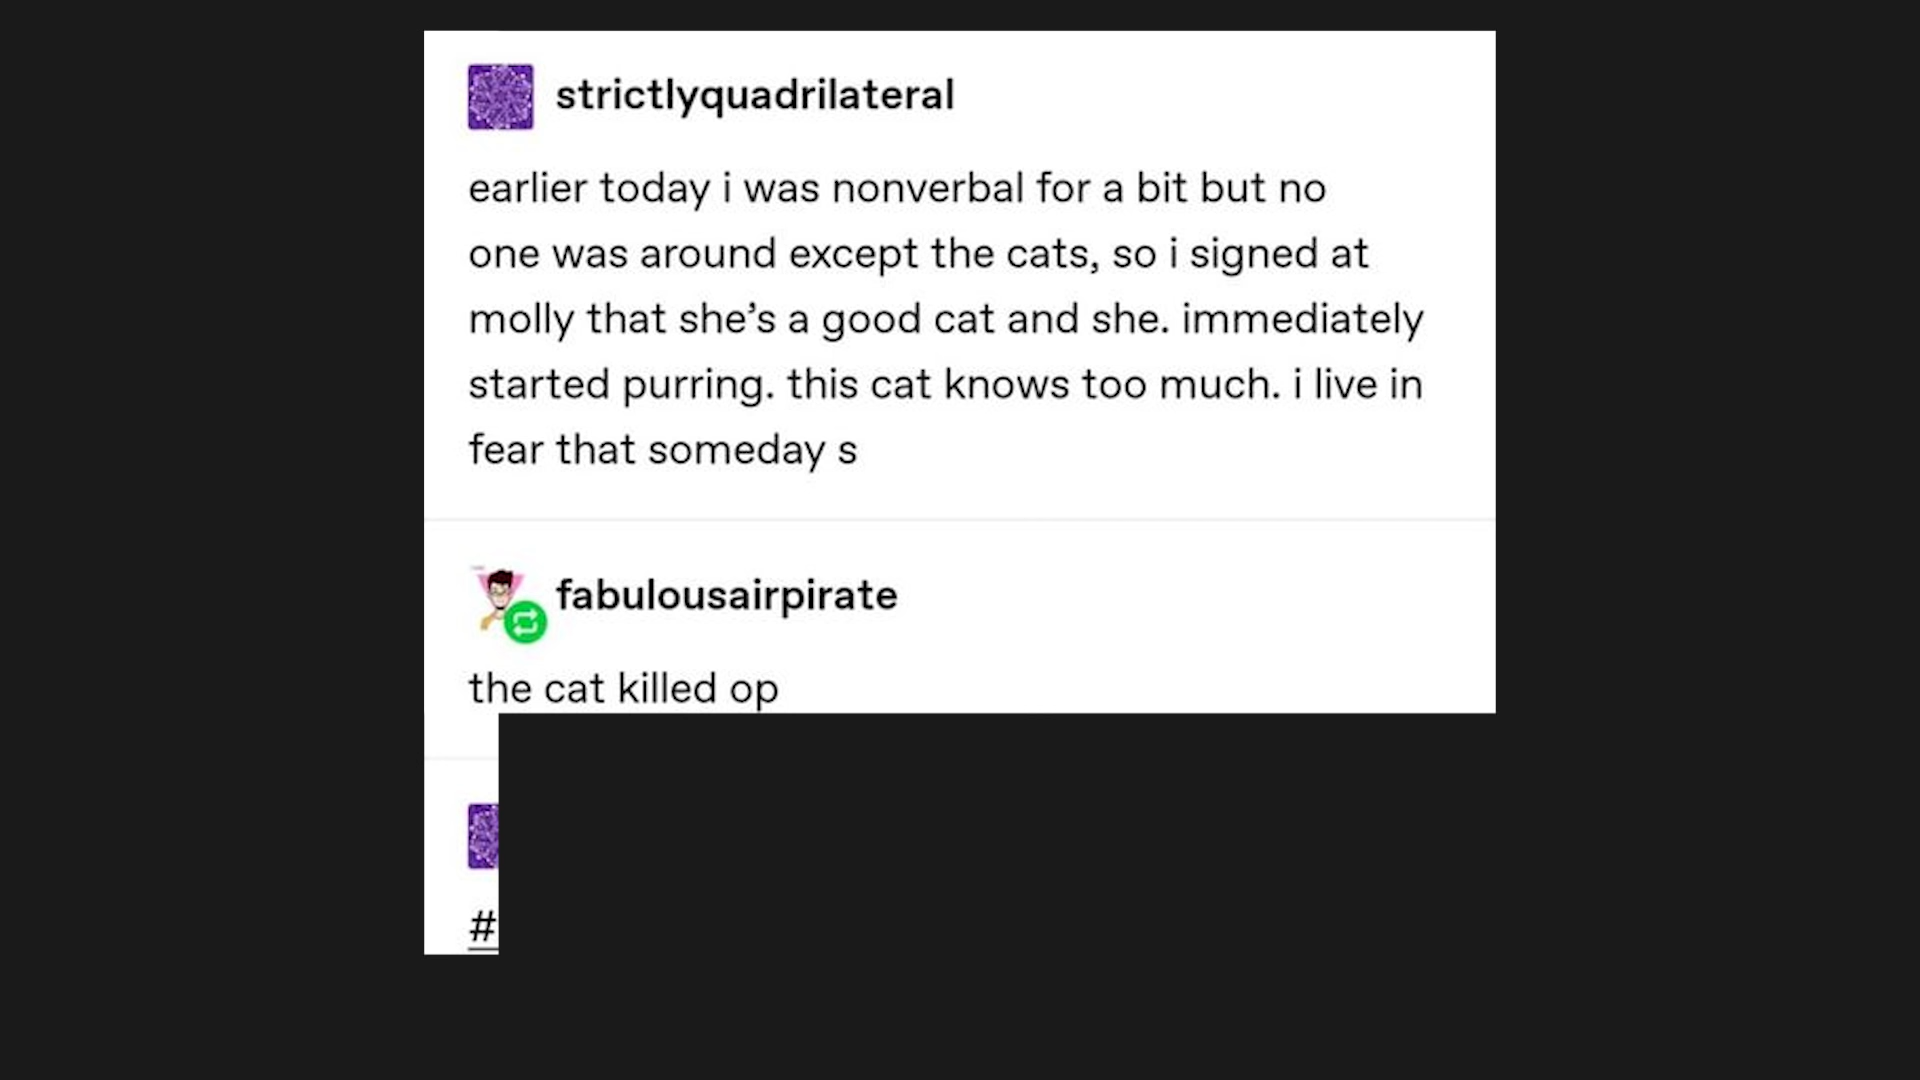 strictlyquadrilateral
earlier today i was nonverbal for a bit but no
one was around except the cats, so i signed at
molly that she’s a good cat and she. immediately
started purring. this cat knows too much. i live in
fear that someday s
fabulousairpirate
the cat killed op
#